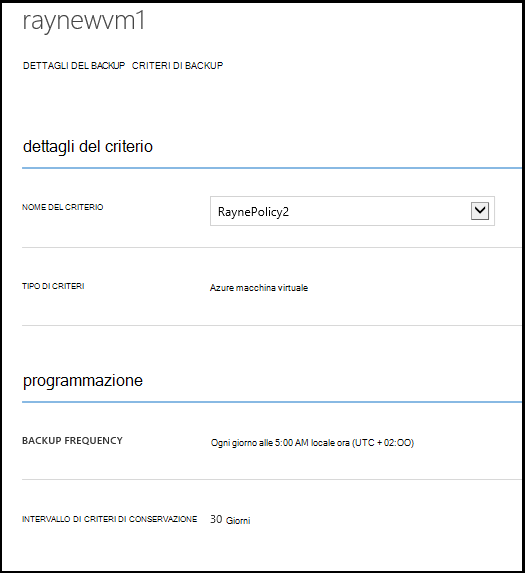 raynewvm1
DETTAGLI DEL BACKUP CRITERI DI BACKUP
dettagli del criterio
NOME DEL CRITERIO RaynePolicy2
TIPO DI CRITERI Azure macchina virtuale
programmazione
BACKUP FREQUENCY Ogni giorno alle 5:00 AM locale ora (UTC + 02:OO)
INTERVALLO DI CRITERI DI CONSERVAZIONE 30 Giorni